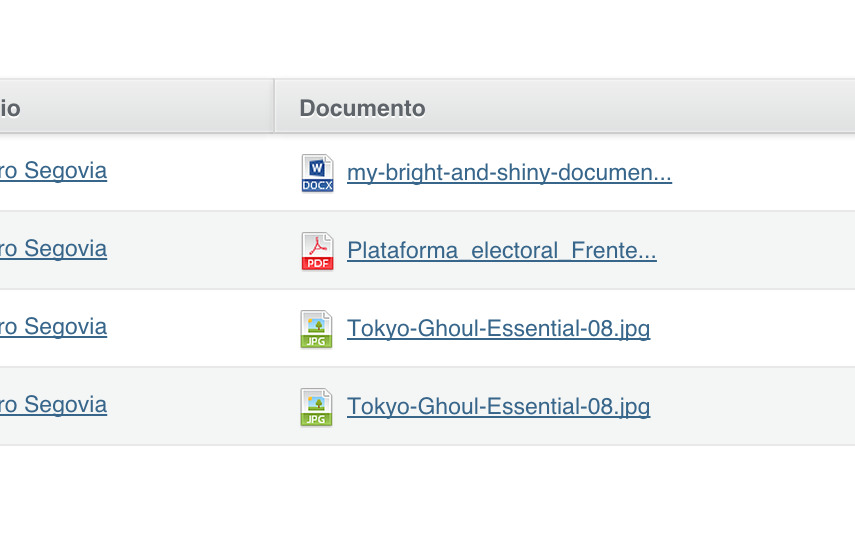 io Documento
ro Segovia W DOCX my-bright-and-shiny-documen...
ro Segovia PDF Plataforma_electoral_Frente...
ro Segovia JPG Tokyo-Ghoul-Essential-08.jpg
ro Segovia JPG Tokyo-Ghoul-Essential-08.jpg